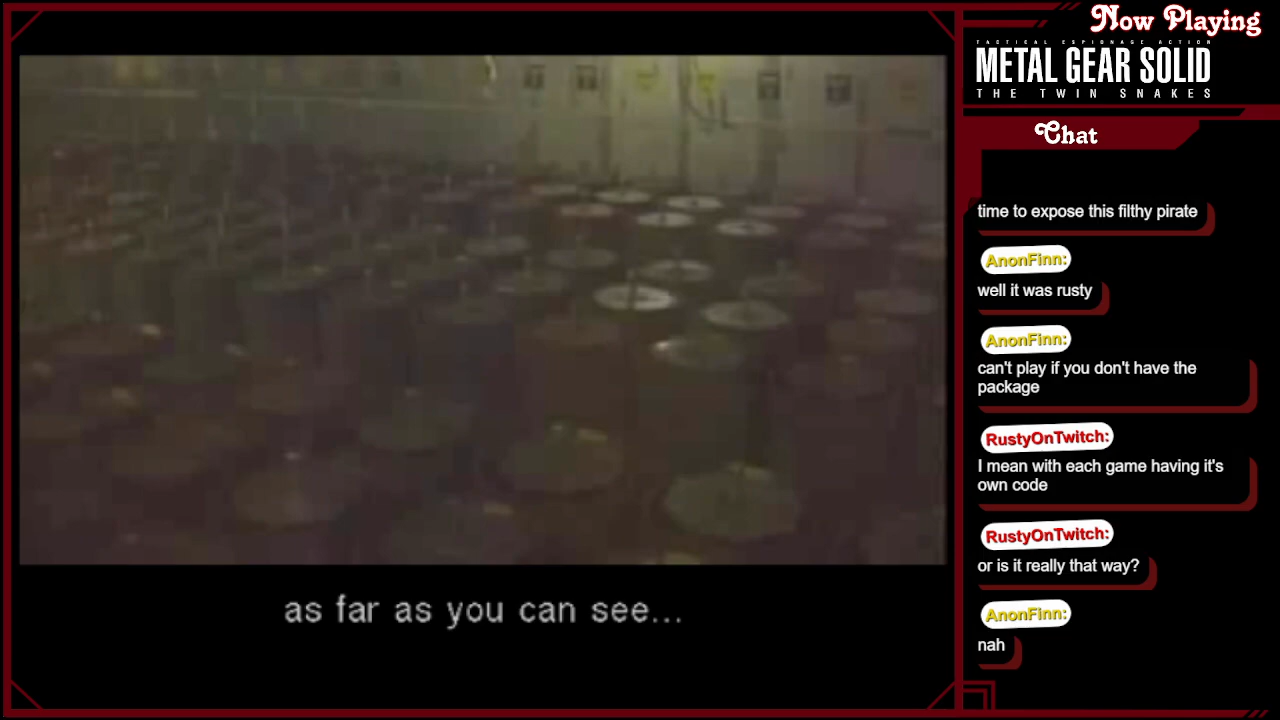 Now Playing
TACTICAL ESPIONAGE ACTION
METAL GEAR SOLID
THE TWIN SNAKES
Chat
time to expose this filthy pirate
AnonFinn:
well it was rusty
AnonFinn:
can't play if you don't have the
package
RustyOnTwitch:
I mean with each game having it's
own code
RustyOnTwitch:
or is it really that way?
AnonFinn:
nah
as far as you can see...